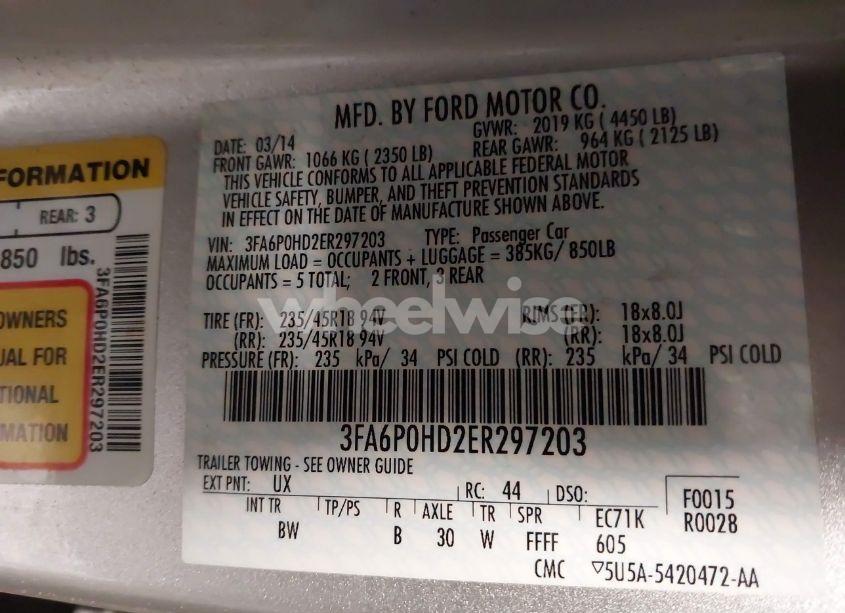 MFD. BY FORD MOTOR CO.
DATE: 03/14 GVWR: 2019 KG ( 4450 LB)
FRONT GAWR: 1066 KG ( 2350 LB) REAR GAWR: 964 KG ( 2125 LB)
THIS VEHICLE CONFORMS TO ALL APPLICABLE FEDERAL MOTOR
VEHICLE SAFETY, BUMPER, AND THEFT PREVENTION STANDARDS
IN EFFECT ON THE DATE OF MANUFACTURE SHOWN ABOVE.
VIN: 3FA6P0HD2ER297203 TYPE: Passenger Car
MAXIMUM LOAD = OCCUPANTS + LUGGAGE = 385KG/ 850LB
OCCUPANTS = 5 TOTAL; 2 FRONT, 3 REAR
wheelwise
TIRE (FR): 235/45R18 94V RIMS (FR): 18x8.0J
(RR): 235/45R18 94V (RR): 18x8.0J
PRESSURE (FR): 235 kPa/ 34 PSI COLD (RR): 235 kPa/ 34 PSI COLD
3FA6P0HD2ER297203
TRAILER TOWING - SEE OWNER GUIDE
EXT PNT: UX RC: 44 DSO: F0015
INT TR TP/PS R AXLE TR SPR EC71K R0028
BW B 30 W FFFF 605
CMC ▽5U5A-5420472-AA
FORMATION
REAR: 3
850 lbs.
OWNERS
UAL FOR
TIONAL
MATION
3FA6P0HD2ER297203